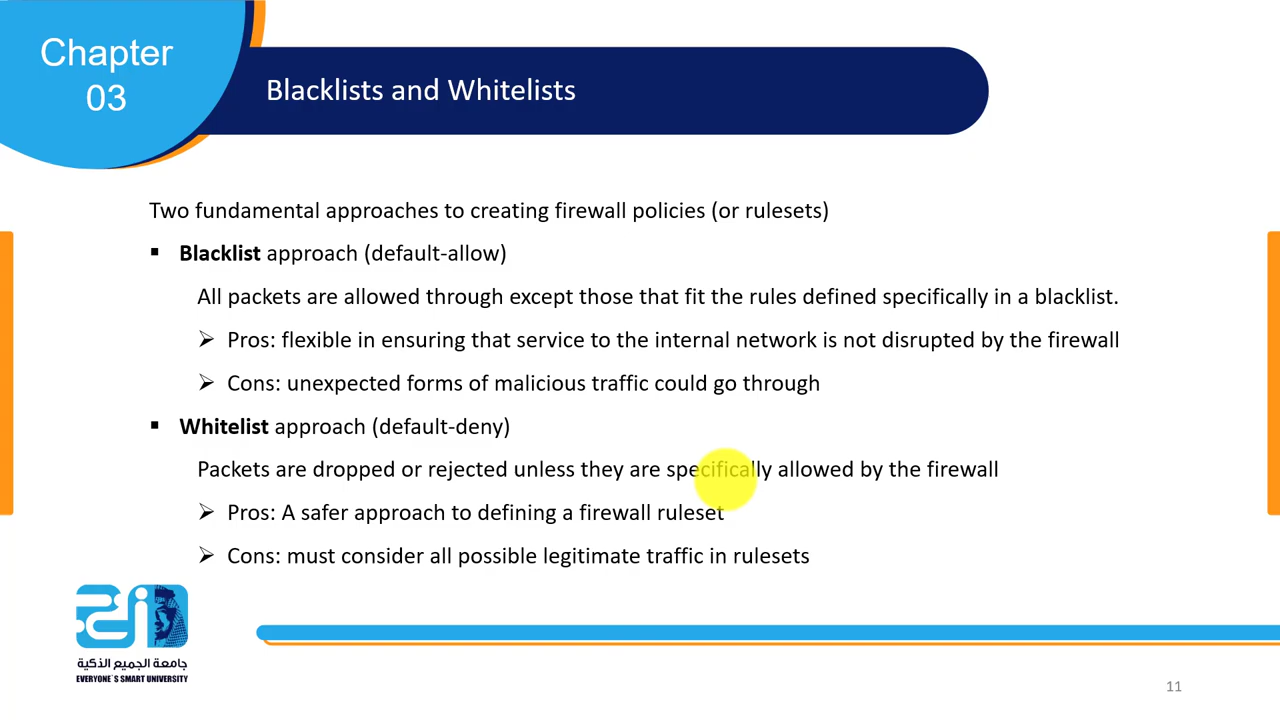 Chapter
03
Blacklists and Whitelists
Two fundamental approaches to creating firewall policies (or rulesets)
▪ Blacklist approach (default-allow)
All packets are allowed through except those that fit the rules defined specifically in a blacklist.
➢ Pros: flexible in ensuring that service to the internal network is not disrupted by the firewall
➢ Cons: unexpected forms of malicious traffic could go through
▪ Whitelist approach (default-deny)
Packets are dropped or rejected unless they are specifically allowed by the firewall
➢ Pros: A safer approach to defining a firewall ruleset
➢ Cons: must consider all possible legitimate traffic in rulesets
جامعة الجميع الذكية
EVERYONE`S SMART UNIVERSITY
11